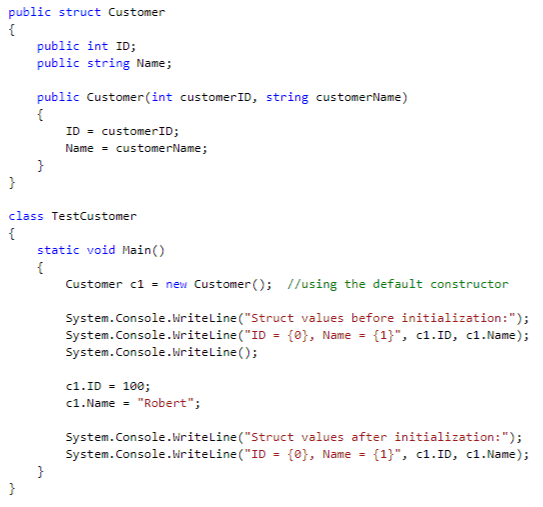 public struct Customer
{
    public int ID;
    public string Name;

    public Customer(int customerID, string customerName)
    {
        ID = customerID;
        Name = customerName;
    }
}

class TestCustomer
{
    static void Main()
    {
        Customer c1 = new Customer();  //using the default constructor

        System.Console.WriteLine("Struct values before initialization:");
        System.Console.WriteLine("ID = {0}, Name = {1}", c1.ID, c1.Name);
        System.Console.WriteLine();

        c1.ID = 100;
        c1.Name = "Robert";

        System.Console.WriteLine("Struct values after initialization:");
        System.Console.WriteLine("ID = {0}, Name = {1}", c1.ID, c1.Name);
    }
}